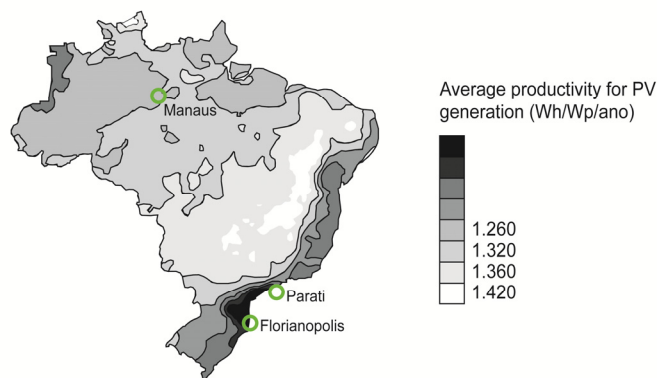 Manaus
Parati
Florianopolis
Average productivity for PV
generation (Wh/Wp/ano)
1.260
1.320
1.360
1.420